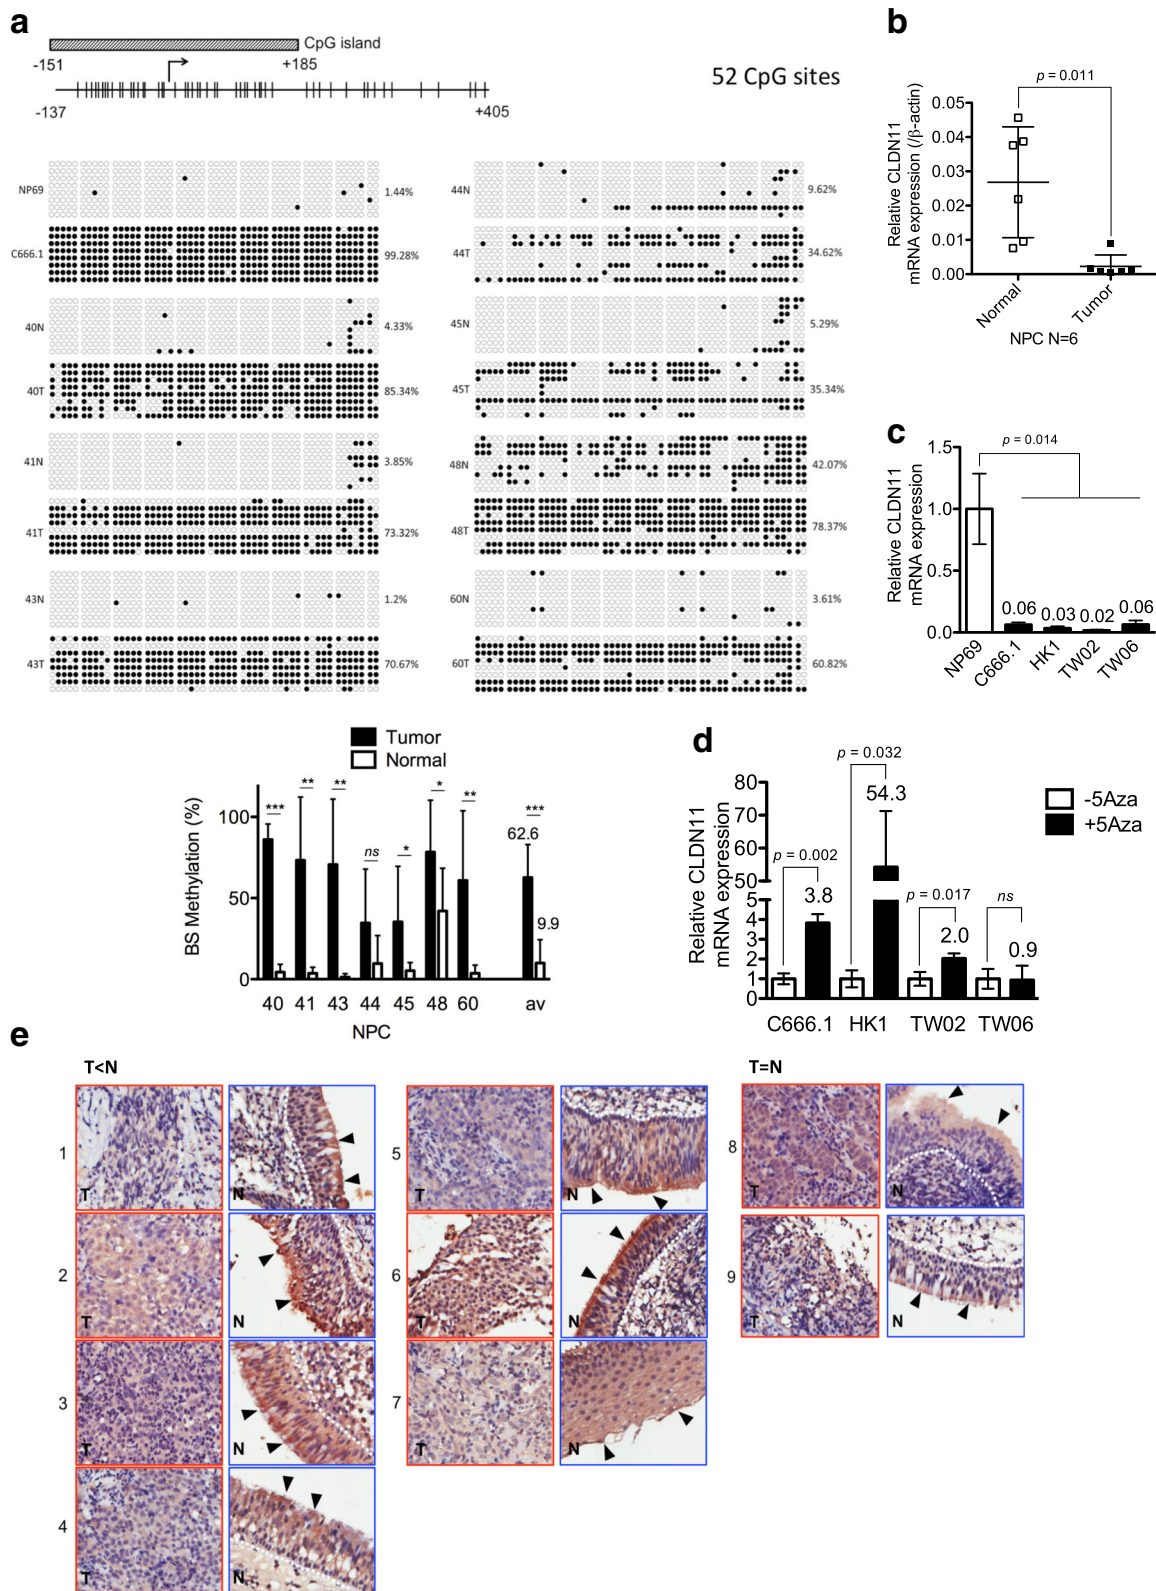 a
CpG island
-151
+185
52 CpG sites
-137
+405
NP69
1.44%
C666.1
99.28%
40N
4.33%
40T
85.34%
41N
3.85%
41T
73.32%
43N
1.2%
43T
70.67%
44N
9.62%
44T
34.62%
45N
5.29%
45T
35.34%
48N
42.07%
48T
78.37%
60N
3.61%
60T
60.82%
Tumor
Normal
BS Methylation (%)
100
50
0
***
**
**
ns
*
*
**
***
62.6
9.9
40 41 43 44 45 48 60 av
NPC
b
p = 0.011
Relative CLDN11
mRNA expression (/β-actin)
0.05
0.04
0.03
0.02
0.01
0.00
Normal
Tumor
NPC N=6
c
p = 0.014
Relative CLDN11
mRNA expression
1.5
1.0
0.5
0.0
0.06
0.03
0.02
0.06
NP69
C666.1
HK1
TW02
TW06
d
p = 0.032
-5Aza
+5Aza
Relative CLDN11
mRNA expression
80
70
60
50
5
4
3
2
1
0
p = 0.002
3.8
54.3
p = 0.017
2.0
ns
0.9
C666.1 HK1 TW02 TW06
e
T<N
T=N
1
T
N
5
T
N
8
T
N
2
T
N
6
T
N
9
T
N
3
T
N
7
T
N
4
T
N